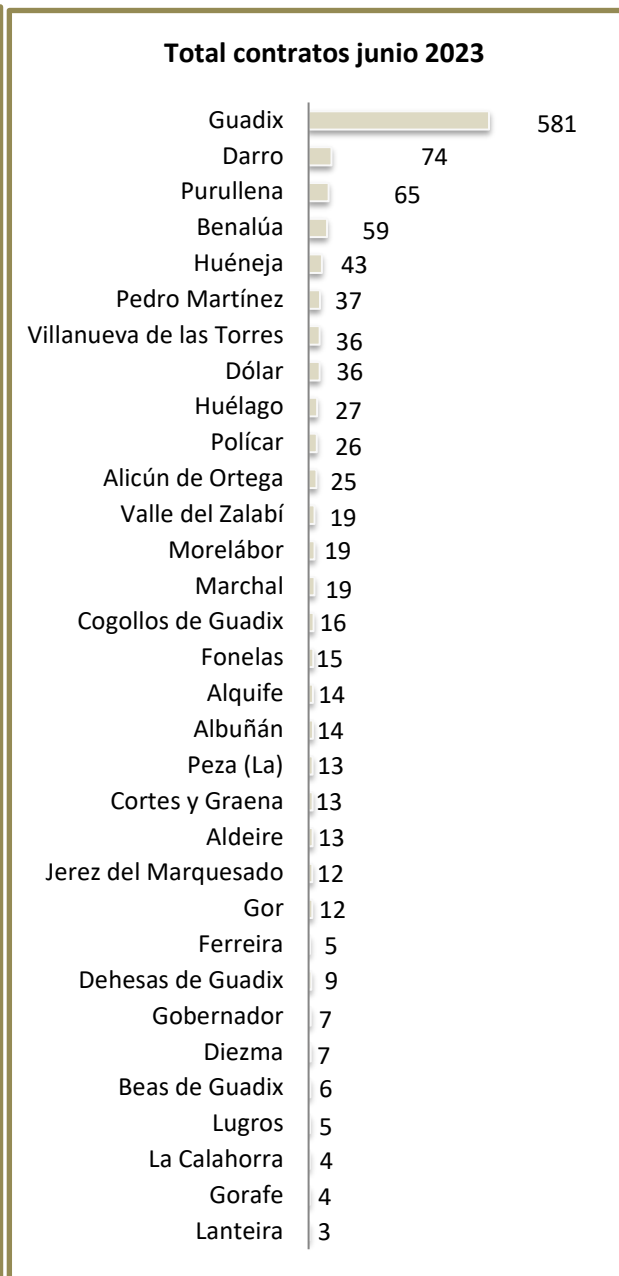 Total contratos junio 2023
Guadix 581
Darro 74
Purullena 65
Benalúa 59
Huéneja 43
Pedro Martínez 37
Villanueva de las Torres 36
Dólar 36
Huélago 27
Polícar 26
Alicún de Ortega 25
Valle del Zalabí 19
Morelábor 19
Marchal 19
Cogollos de Guadix 16
Fonelas 15
Alquife 14
Albuñán 14
Peza (La) 13
Cortes y Graena 13
Aldeire 13
Jerez del Marquesado 12
Gor 12
Ferreira 5
Dehesas de Guadix 9
Gobernador 7
Diezma 7
Beas de Guadix 6
Lugros 5
La Calahorra 4
Gorafe 4
Lanteira 3